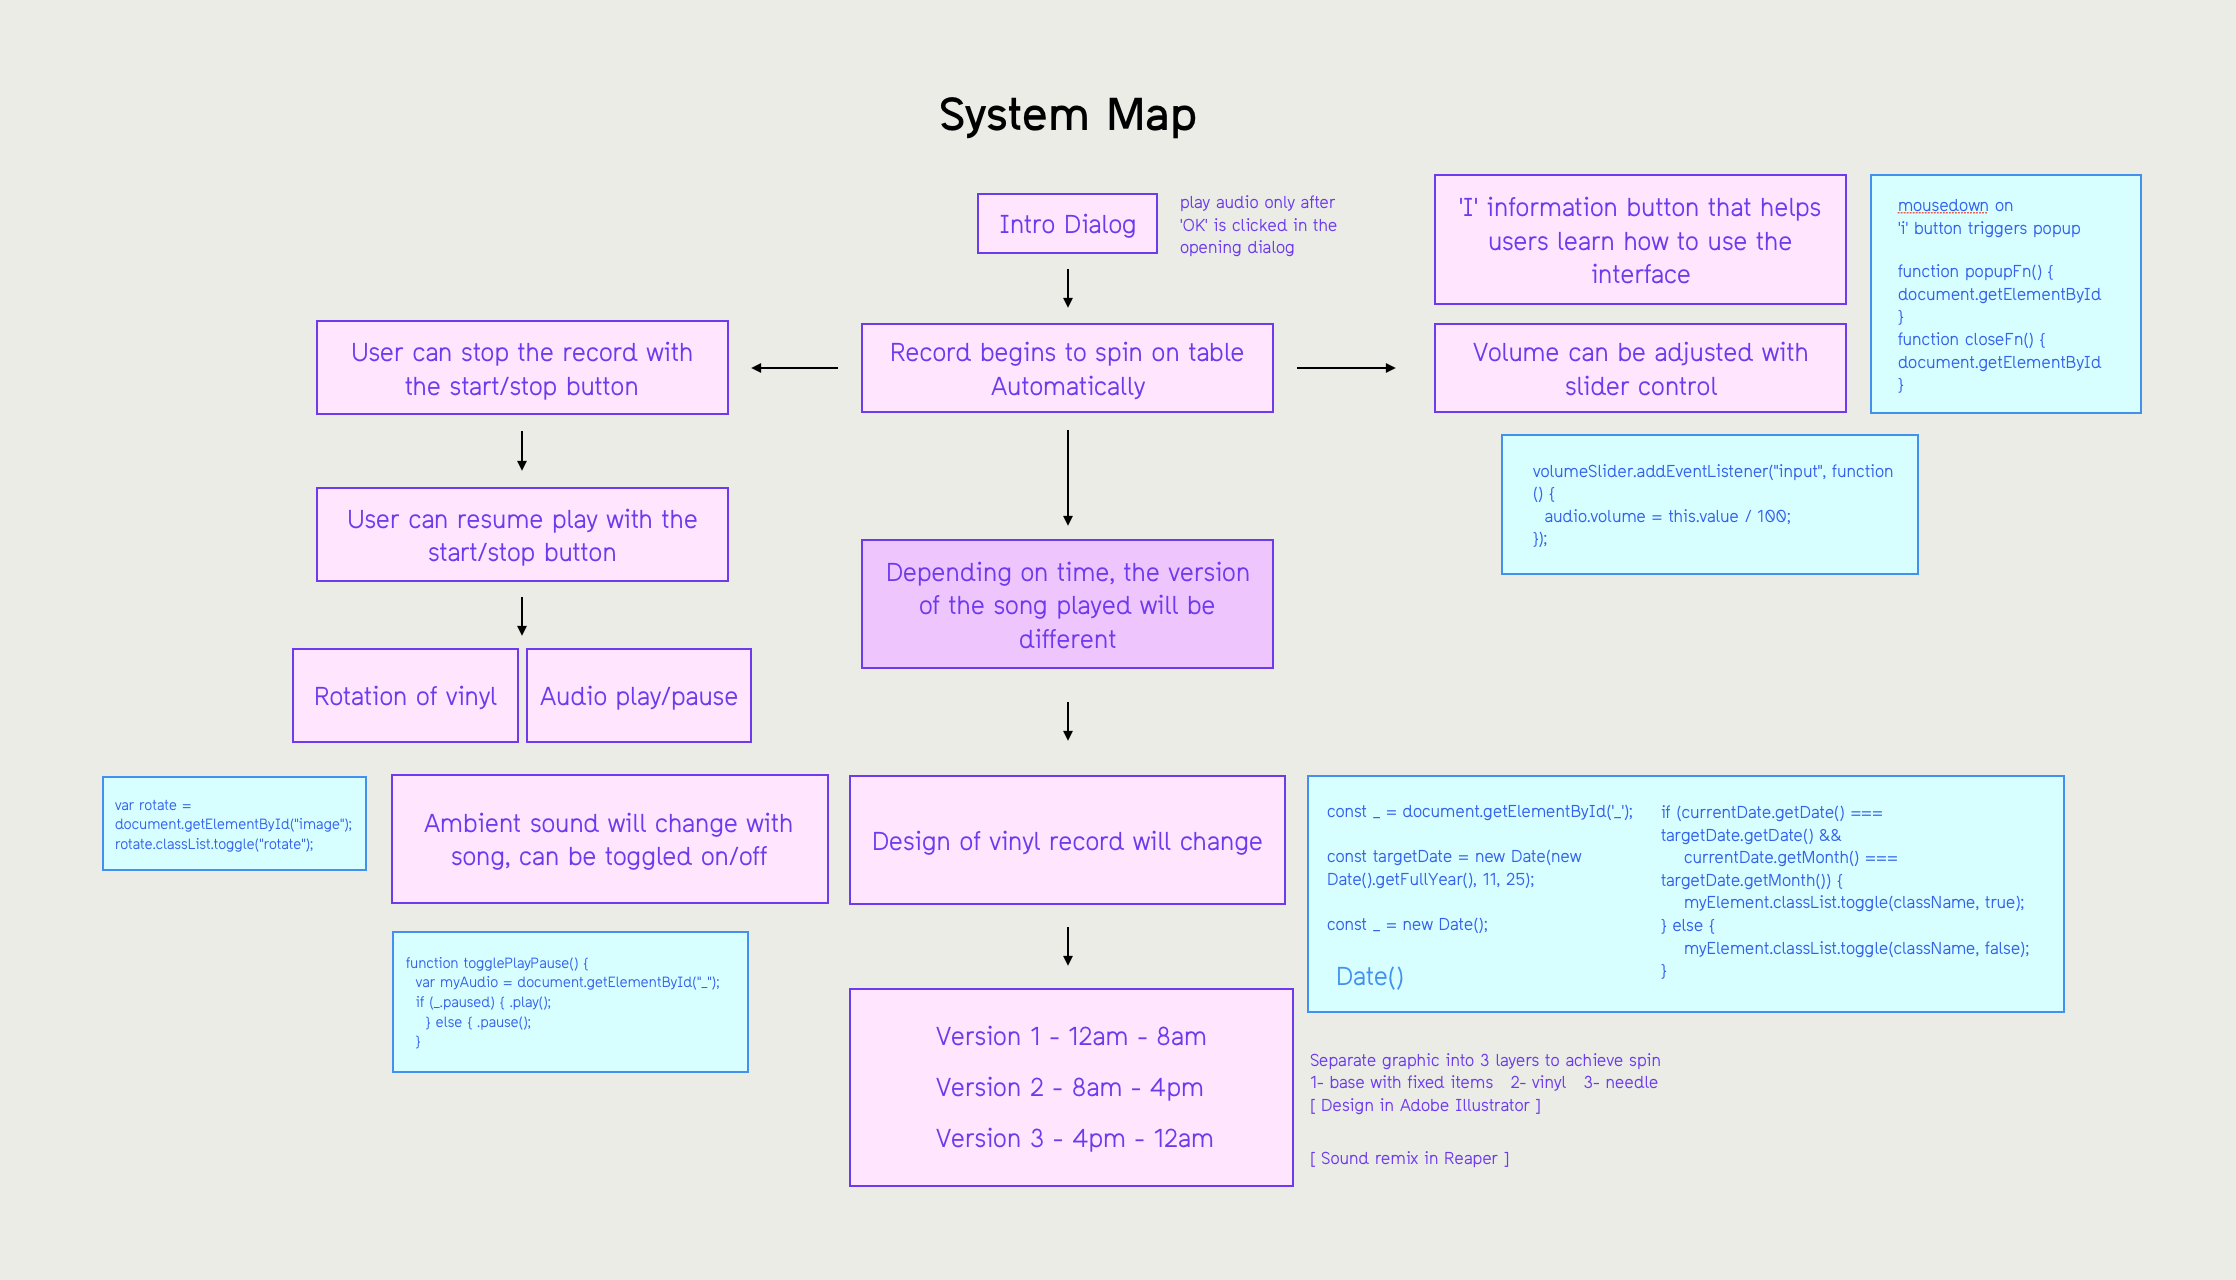 System Map
Intro Dialog
play audio only after
'OK' is clicked in the
opening dialog
'I' information button that helps
users learn how to use the
interface
mousedown on
'i' button triggers popup
function popupFn() {
document.getElementById
}
function closeFn() {
document.getElementById
}
User can stop the record with
the start/stop button
Record begins to spin on table
Automatically
Volume can be adjusted with
slider control
volumeSlider.addEventListener("input", function
() {
audio.volume = this.value / 100;
});
User can resume play with the
start/stop button
Depending on time, the version
of the song played will be
different
Rotation of vinyl
Audio play/pause
var rotate =
document.getElementById("image");
rotate.classList.toggle("rotate");
Ambient sound will change with
song, can be toggled on/off
Design of vinyl record will change
const _ = document.getElementById('_');
const targetDate = new Date(new
Date().getFullYear(), 11, 25);
const _ = new Date();
Date()
if (currentDate.getDate() ===
targetDate.getDate() &&
currentDate.getMonth() ===
targetDate.getMonth()) {
myElement.classList.toggle(className, true);
} else {
myElement.classList.toggle(className, false);
}
function togglePlayPause() {
var myAudio = document.getElementById("_");
if (_.paused) { .play();
} else { .pause();
}
Version 1 - 12am - 8am
Version 2 - 8am - 4pm
Version 3 - 4pm - 12am
Separate graphic into 3 layers to achieve spin
1- base with fixed items 2- vinyl 3- needle
[ Design in Adobe Illustrator ]
[ Sound remix in Reaper ]